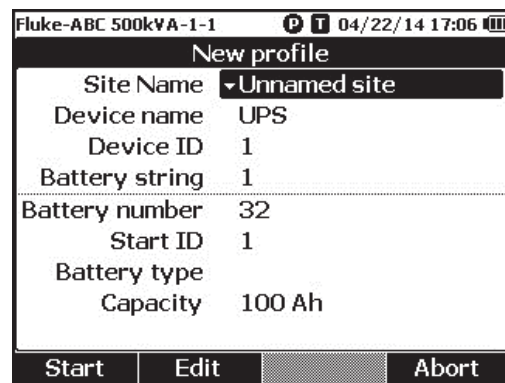 Fluke-ABC 500kVA-1-1 P T 04/22/14 17:06
New profile
Site Name Unnamed site
Device name UPS
Device ID 1
Battery string 1
Battery number 32
Start ID 1
Battery type
Capacity 100 Ah
Start Edit Abort